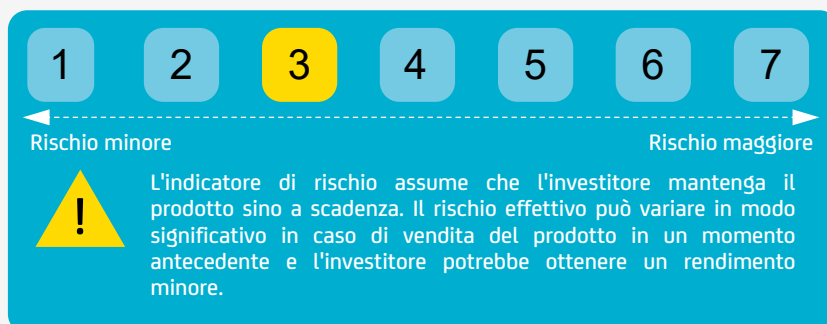 1 2 3 4 5 6 7
Rischio minore Rischio maggiore
!
L'indicatore di rischio assume che l'investitore mantenga il
prodotto sino a scadenza. Il rischio effettivo può variare in modo
significativo in caso di vendita del prodotto in un momento
antecedente e l'investitore potrebbe ottenere un rendimento
minore.